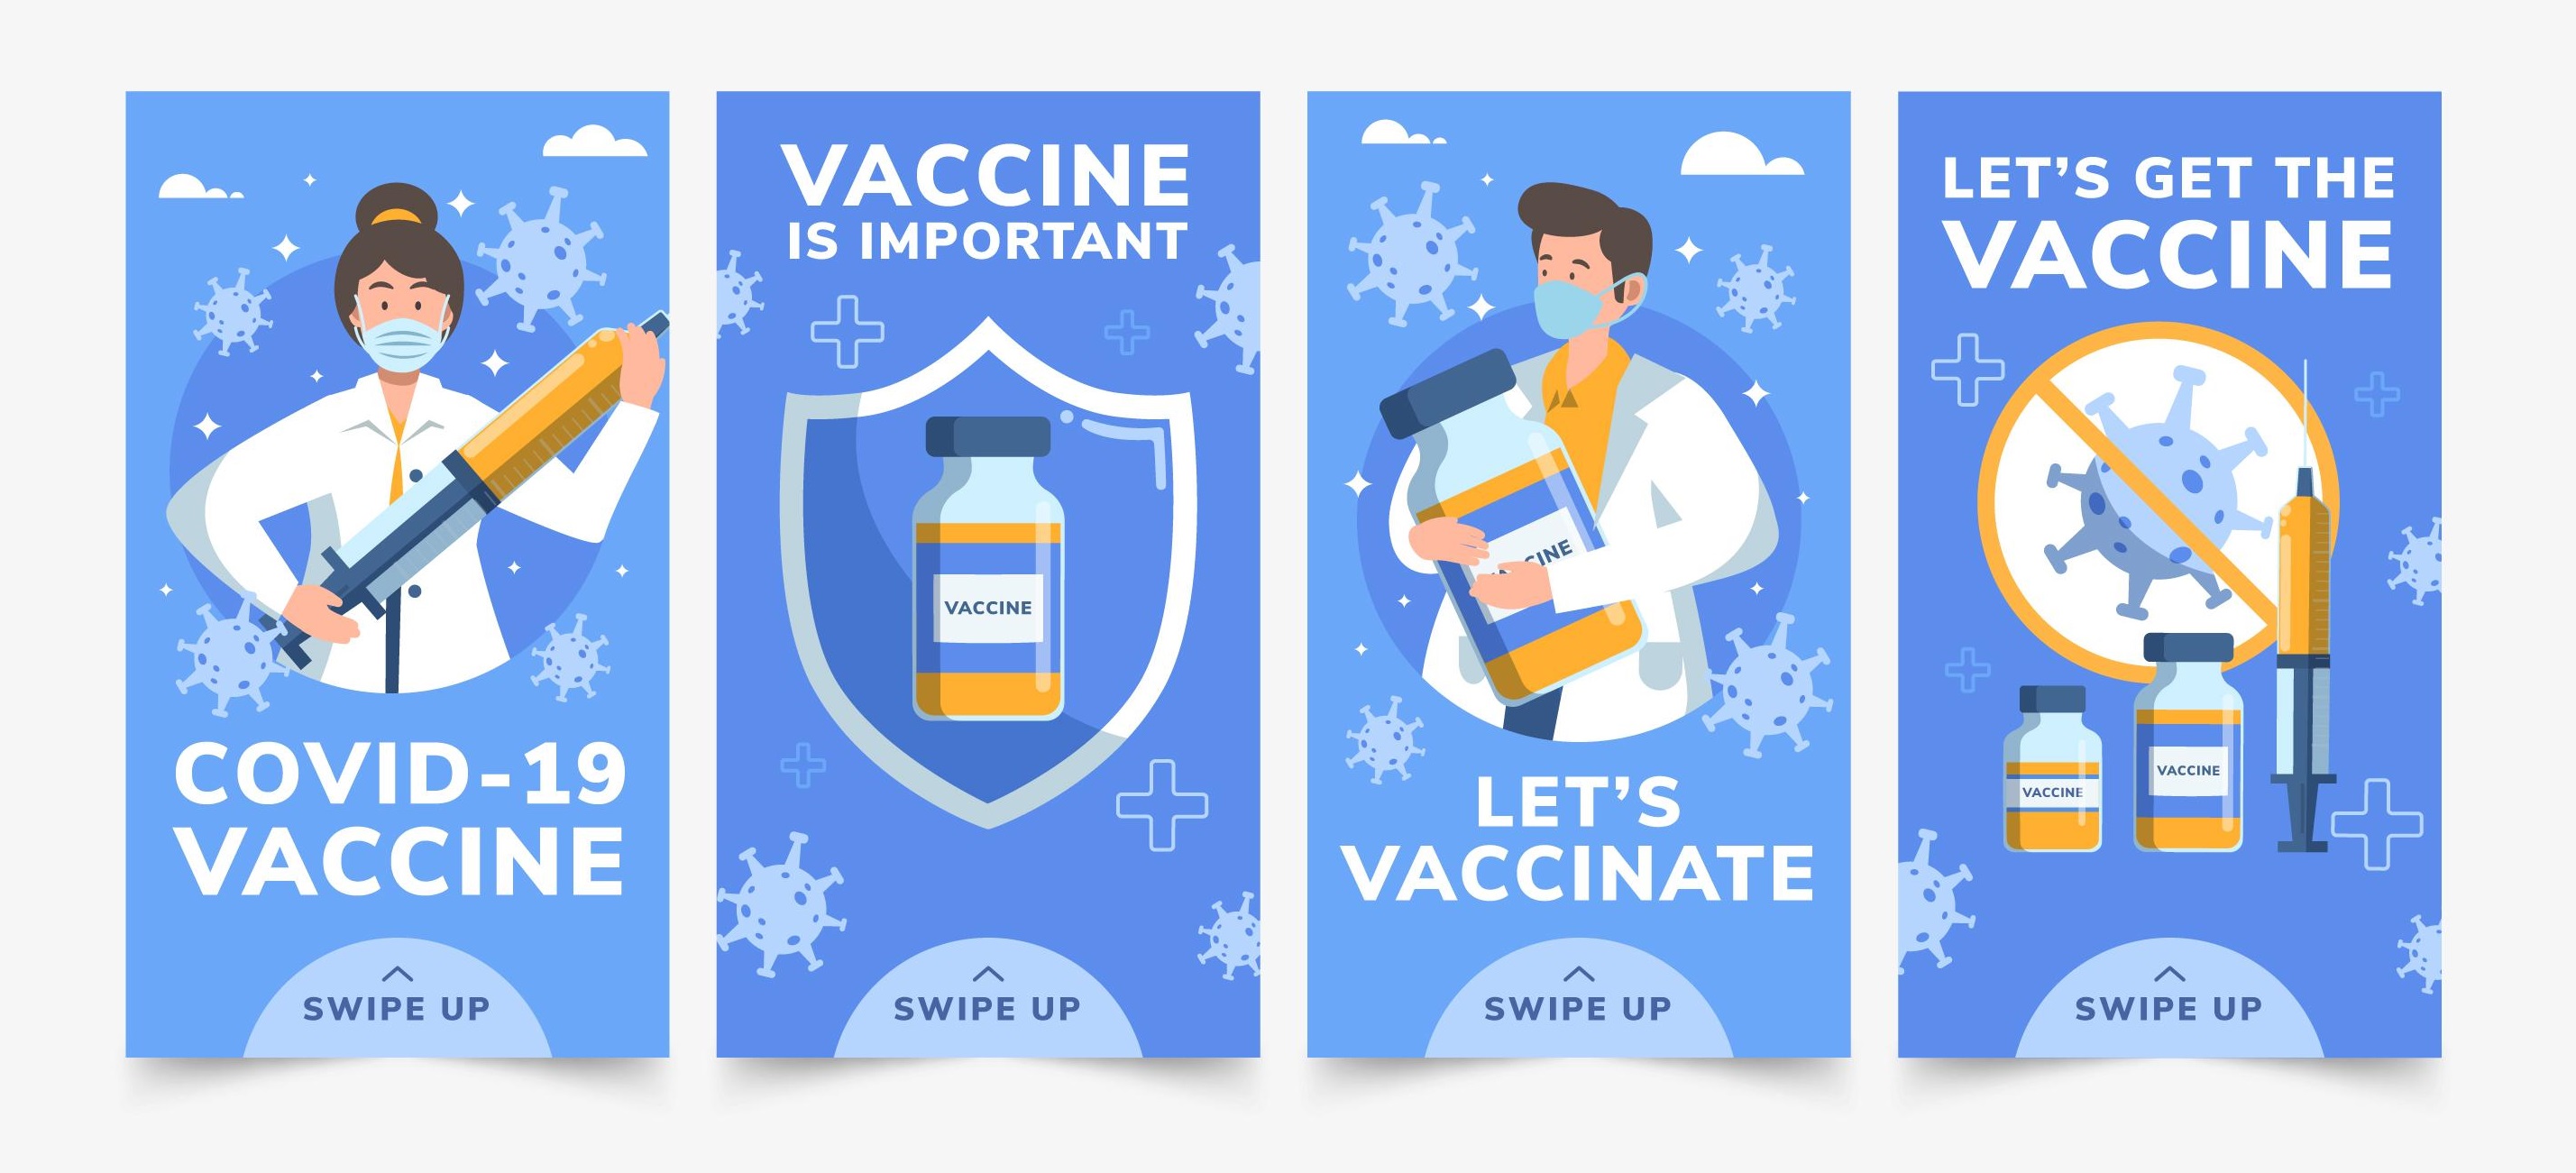 COVID-19
VACCINE
SWIPE UP
VACCINE
IS IMPORTANT
VACCINE
SWIPE UP
LET'S
VACCINATE
SWIPE UP
LET'S GET THE
VACCINE
VACCINE
VACCINE
SWIPE UP